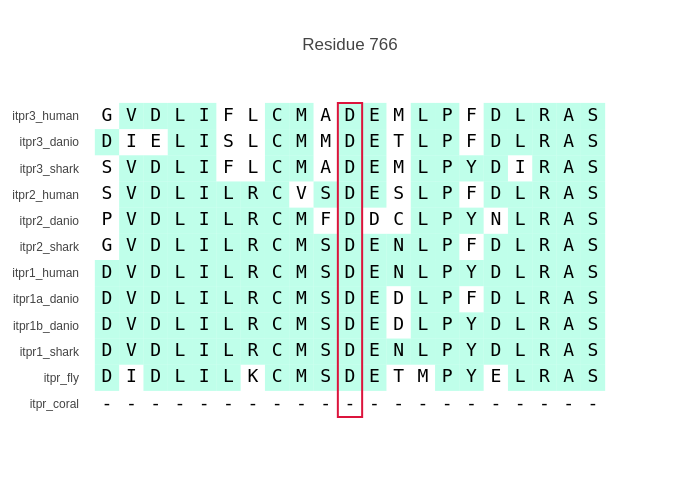 Residue 766
itpr3_human G V D L I F L C M A D E M L P F D L R A S
itpr3_danio D I E L I S L C M M D E T L P F D L R A S
itpr3_shark S V D L I F L C M A D E M L P Y D I R A S
itpr2_human S V D L I L R C V S D E S L P F D L R A S
itpr2_danio P V D L I L R C M F D D C L P Y N L R A S
itpr2_shark G V D L I L R C M S D E N L P F D L R A S
itpr1_human D V D L I L R C M S D E N L P Y D L R A S
itpr1a_danio D V D L I L R C M S D E D L P F D L R A S
itpr1b_danio D V D L I L R C M S D E D L P Y D L R A S
itpr1_shark D V D L I L R C M S D E N L P Y D L R A S
itpr_fly D I D L I L K C M S D E T M P Y E L R A S
itpr_coral - - - - - - - - - - - - - - - - - - - - -